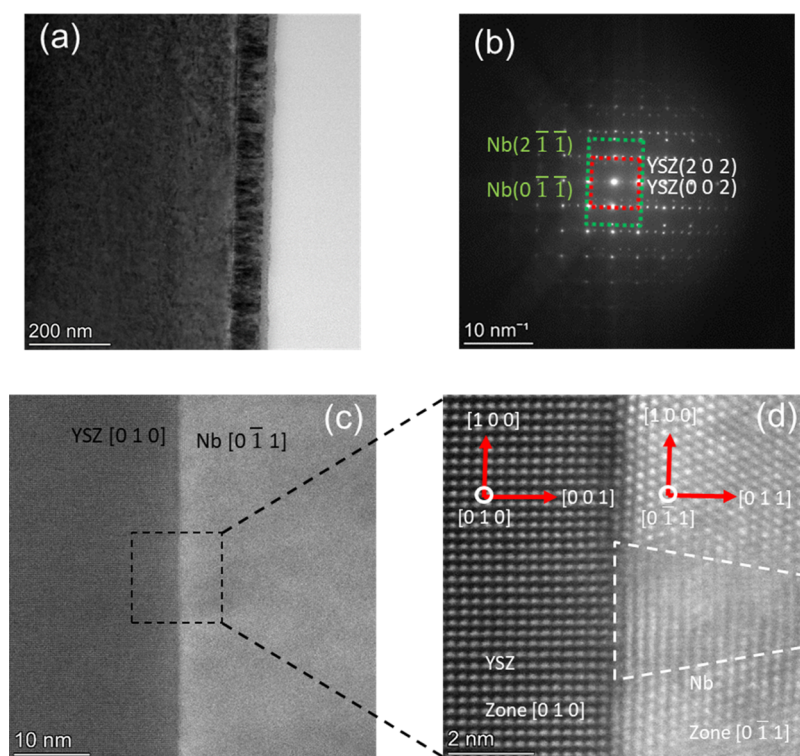 (a)
200 nm
(b)
Nb(2 1̅ 1̅)
YSZ(2 0 2)
Nb(0 1̅ 1̅)
YSZ(0 0 2)
10 nm⁻¹
(c)
YSZ [0 1 0]
Nb [0 1̅ 1]
10 nm
(d)
[1 0 0]
[1 0 0]
[0 0 1]
[0 1 1]
[0 1 0]
[0 1̅ 1]
YSZ
Nb
Zone [0 1 0]
Zone [0 1̅ 1]
2 nm